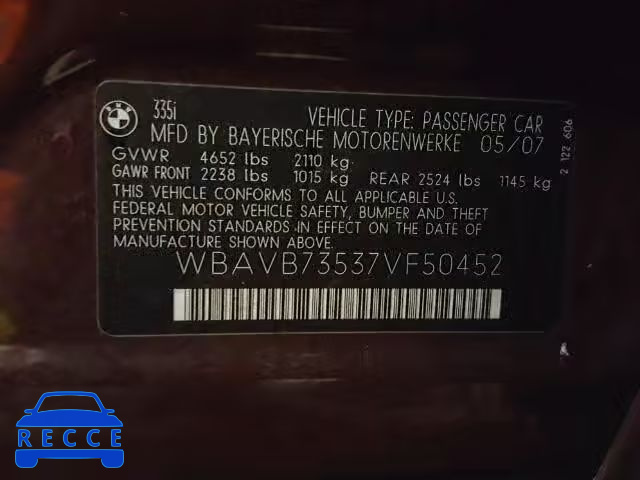 BMW
335i
VEHICLE TYPE: PASSENGER CAR
MFD BY BAYERISCHE MOTORENWERKE 05/07
GVWR 4652 lbs 2110 kg
GAWR FRONT 2238 lbs 1015 kg REAR 2524 lbs 1145 kg
THIS VEHICLE CONFORMS TO ALL APPLICABLE U.S.
FEDERAL MOTOR VEHICLE SAFETY, BUMPER AND THEFT
PREVENTION STANDARDS IN EFFECT ON THE DATE OF
MANUFACTURE SHOWN ABOVE.
WBAVB73537VF50452
2 122 606
RECCE